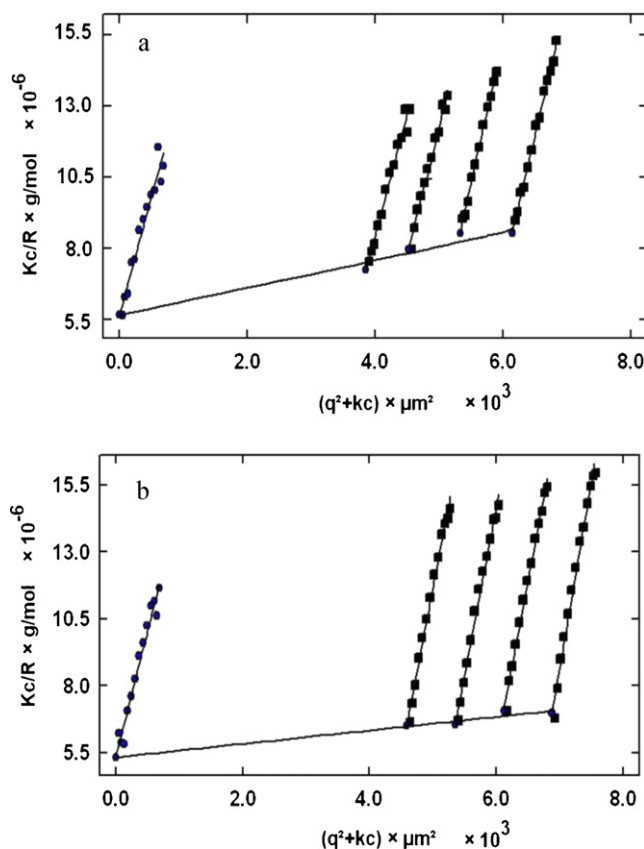 a
15.5
13.0
10.5
8.0
5.5
Kc/R × g/mol × 10⁻⁶
0.0 2.0 4.0 6.0 8.0
(q²+kc) × µm² × 10³
b
15.5
13.0
10.5
8.0
5.5
Kc/R × g/mol × 10⁻⁶
0.0 2.0 4.0 6.0 8.0
(q²+kc) × µm² × 10³